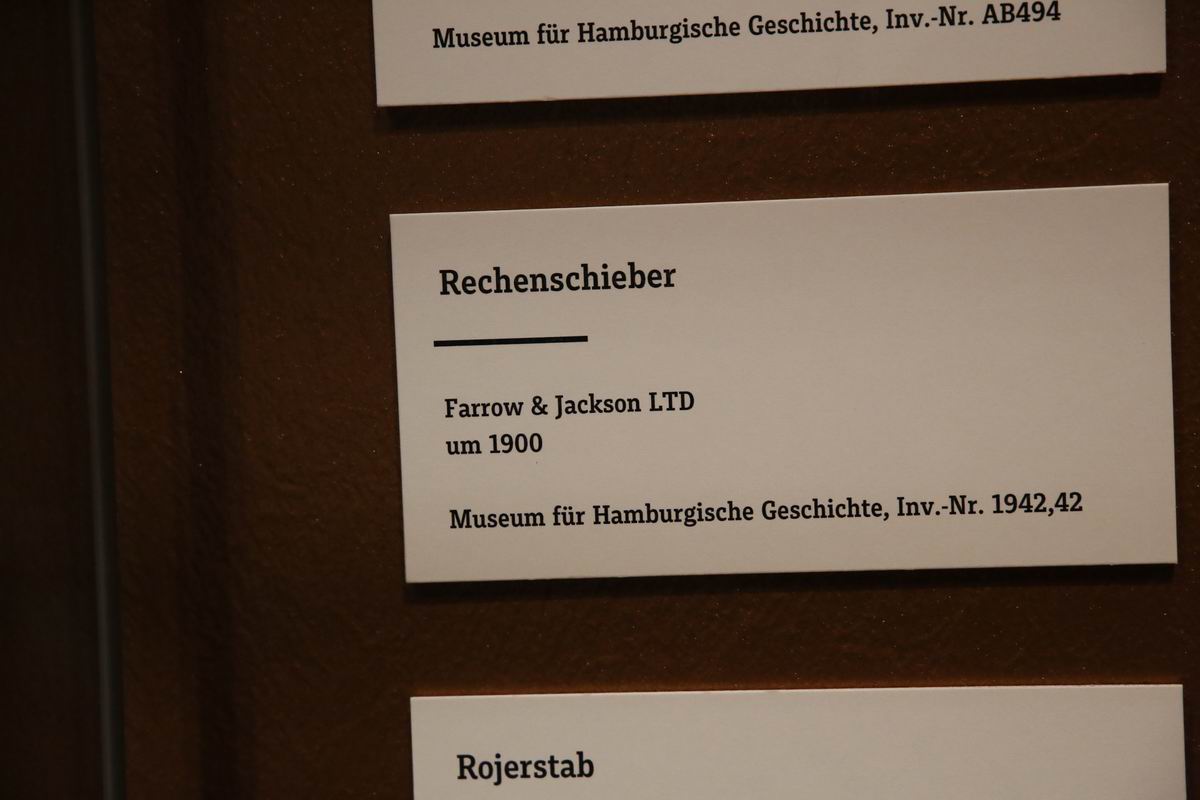 Museum für Hamburgische Geschichte, Inv.-Nr. AB494
Rechenschieber
Farrow & Jackson LTD
um 1900
Museum für Hamburgische Geschichte, Inv.-Nr. 1942,42
Rojerstab